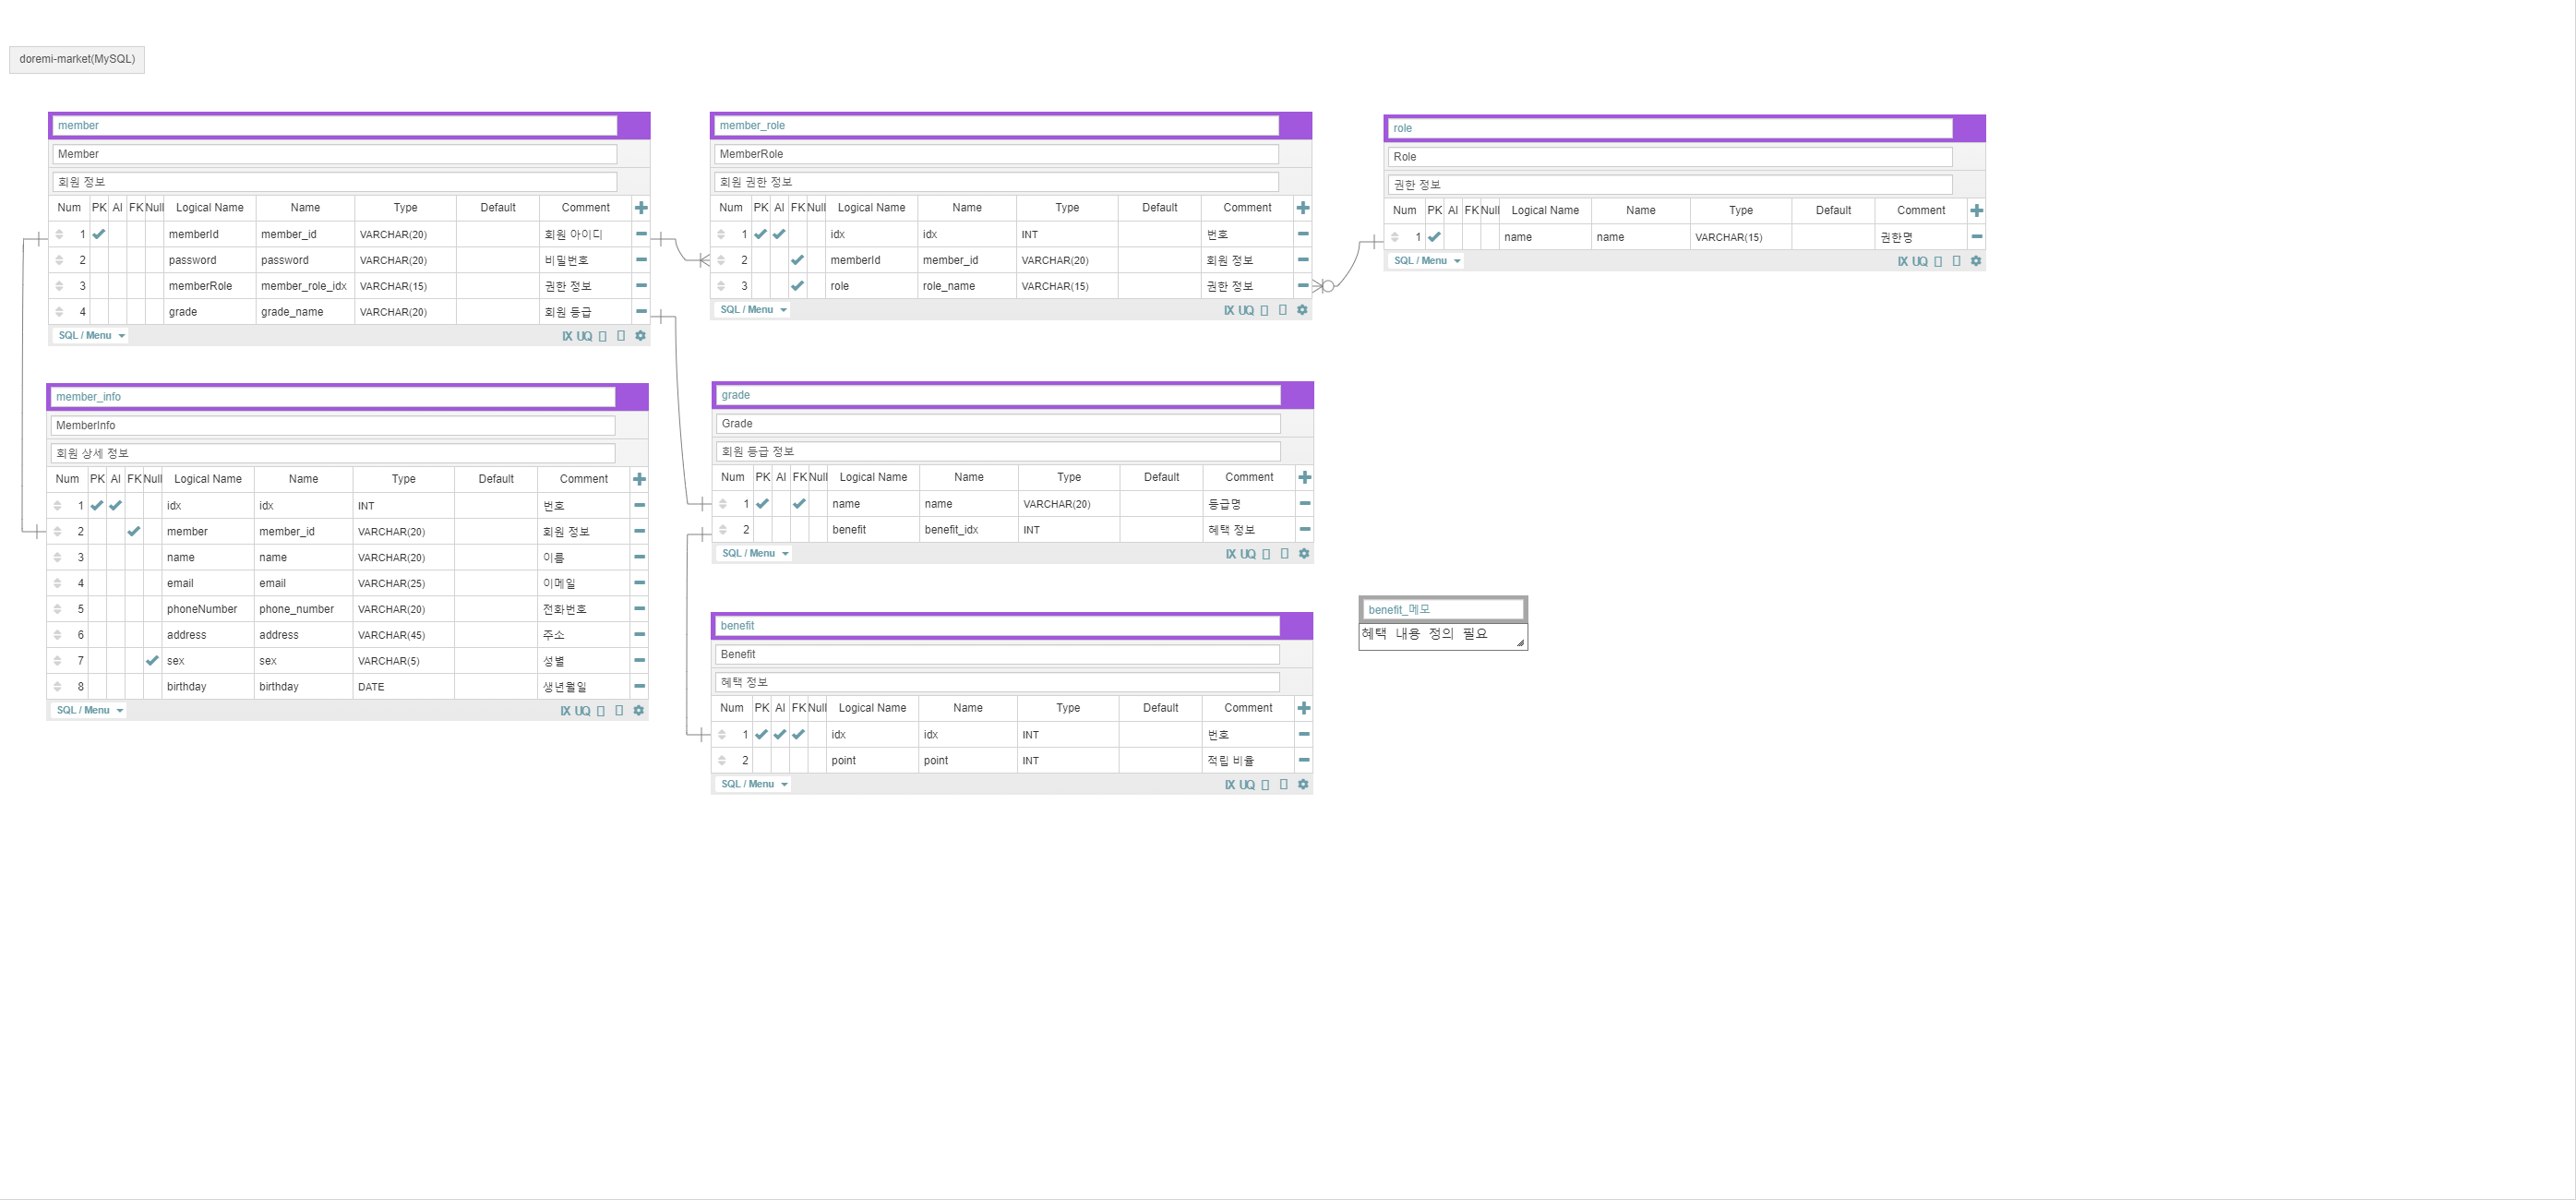 doremi-market(MySQL)
member
Member
회원 정보
Num PK AI FK Null Logical Name Name Type Default Comment
1 memberId member_id VARCHAR(20) 회원 아이디
2 password password VARCHAR(20) 비밀번호
3 memberRole member_role_idx VARCHAR(15) 권한 정보
4 grade grade_name VARCHAR(20) 회원 등급
SQL / Menu IX UQ
member_role
MemberRole
회원 권한 정보
Num PK AI FK Null Logical Name Name Type Default Comment
1 idx idx INT 번호
2 memberId member_id VARCHAR(20) 회원 정보
3 role role_name VARCHAR(15) 권한 정보
SQL / Menu IX UQ
role
Role
권한 정보
Num PK AI FK Null Logical Name Name Type Default Comment
1 name name VARCHAR(15) 권한명
SQL / Menu IX UQ
member_info
MemberInfo
회원 상세 정보
Num PK AI FK Null Logical Name Name Type Default Comment
1 idx idx INT 번호
2 member member_id VARCHAR(20) 회원 정보
3 name name VARCHAR(20) 이름
4 email email VARCHAR(25) 이메일
5 phoneNumber phone_number VARCHAR(20) 전화번호
6 address address VARCHAR(45) 주소
7 sex sex VARCHAR(5) 성별
8 birthday birthday DATE 생년월일
SQL / Menu IX UQ
grade
Grade
회원 등급 정보
Num PK AI FK Null Logical Name Name Type Default Comment
1 name name VARCHAR(20) 등급명
2 benefit benefit_idx INT 혜택 정보
SQL / Menu IX UQ
benefit
Benefit
혜택 정보
Num PK AI FK Null Logical Name Name Type Default Comment
1 idx idx INT 번호
2 point point INT 적립 비율
SQL / Menu IX UQ
benefit_메모
혜택 내용 정의 필요